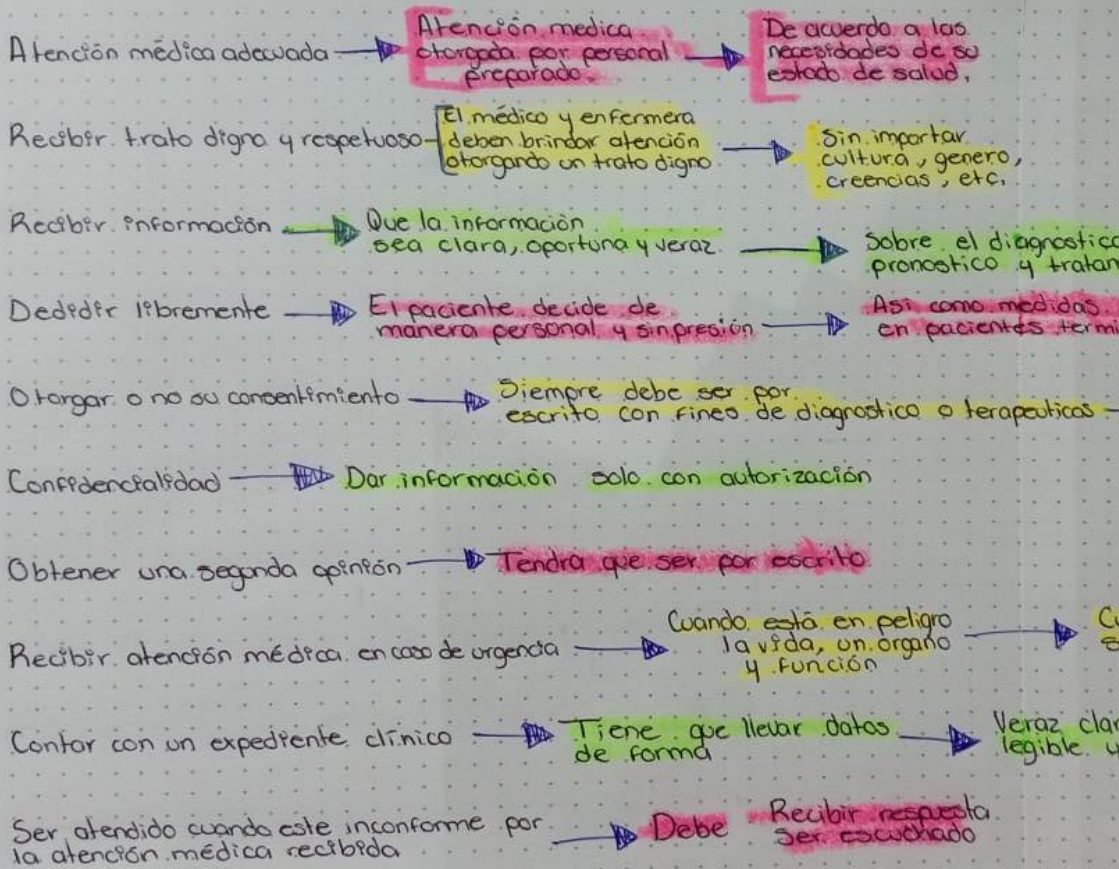 Atención médica adecuada
Atención medica
otorgada por personal
preparado.
De acuerdo a las
necesidades de su
estado de salud.
Recibir trato digno y respetuoso
El médico y enfermera
deben brindar atención
otorgando un trato digno
Sin importar
cultura, genero,
creencias, etc.
Recibir información
Que la información
sea clara, oportuna y veraz
Sobre el diagnostico
pronostico y
Dedidir libremente
El paciente decide de
manera personal y sin presión
Asi como medidas
en pacientes
Otorgar o no su consentimiento
Siempre debe ser por
escrito con fines de diagnostico o terapeuticas
Confidencialidad
Dar información solo con autorización
Obtener una segunda opinión
Tendra que ser por escrito
Recibir atención médica en caso de urgencia
Cuando está en peligro
la vida, un organo
y función
Contar con un expediente clínico
Tiene que llevar datos
de forma
Veraz
legible
Ser atendido cuando este inconforme por
la atención médica recibida
Debe
Recibir respuesta
ser escuchado